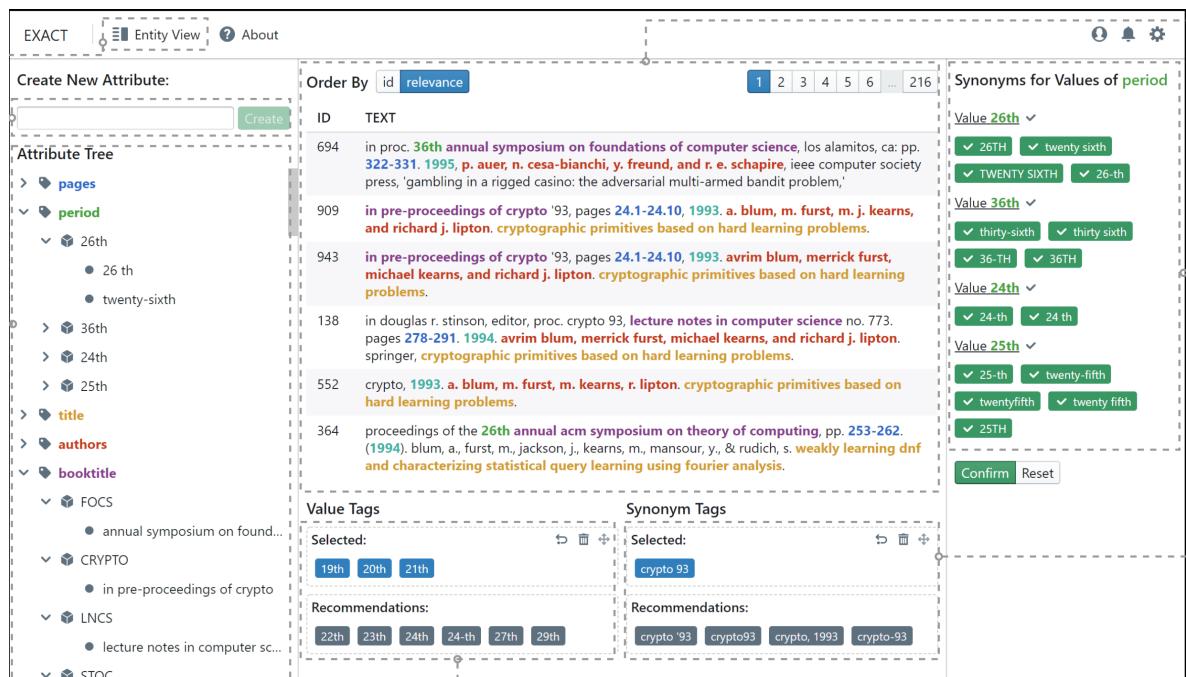 EXACT Entity View About
Create New Attribute:
Create
Attribute Tree
pages
period
26th
26 th
twenty-sixth
36th
24th
25th
title
authors
booktitle
FOCS
annual symposium on found...
CRYPTO
in pre-proceedings of crypto
LNCS
lecture notes in computer sc...
STOC
Order By id relevance 1 2 3 4 5 6 ... 216
ID TEXT
694 in proc. 36th annual symposium on foundations of computer science, los alamitos, ca: pp.
322-331. 1995, p. auer, n. cesa-bianchi, y. freund, and r. e. schapire, ieee computer society
press, 'gambling in a rigged casino: the adversarial multi-armed bandit problem,'
909 in pre-proceedings of crypto '93, pages 24.1-24.10, 1993. a. blum, m. furst, m. j. kearns,
and richard j. lipton. cryptographic primitives based on hard learning problems.
943 in pre-proceedings of crypto '93, pages 24.1-24.10, 1993. avrim blum, merrick furst,
michael kearns, and richard j. lipton. cryptographic primitives based on hard learning
problems.
138 in douglas r. stinson, editor, proc. crypto 93, lecture notes in computer science no. 773.
pages 278-291. 1994. avrim blum, merrick furst, michael kearns, and richard j. lipton.
springer, cryptographic primitives based on hard learning problems.
552 crypto, 1993. a. blum, m. furst, m. kearns, r. lipton. cryptographic primitives based on
hard learning problems.
364 proceedings of the 26th annual acm symposium on theory of computing, pp. 253-262.
(1994). blum, a., furst, m., jackson, j., kearns, m., mansour, y., & rudich, s. weakly learning dnf
and characterizing statistical query learning using fourier analysis.
Value Tags
Selected:
19th 20th 21th
Recommendations:
22th 23th 24th 24-th 27th 29th
Synonym Tags
Selected:
crypto 93
Recommendations:
crypto '93 crypto93 crypto, 1993 crypto-93
Synonyms for Values of period
Value 26th
26TH twenty sixth
TWENTY SIXTH 26-th
Value 36th
thirty-sixth thirty sixth
36-TH 36TH
Value 24th
24-th 24 th
Value 25th
25-th twenty-fifth
twentyfifth twenty fifth
25TH
Confirm Reset